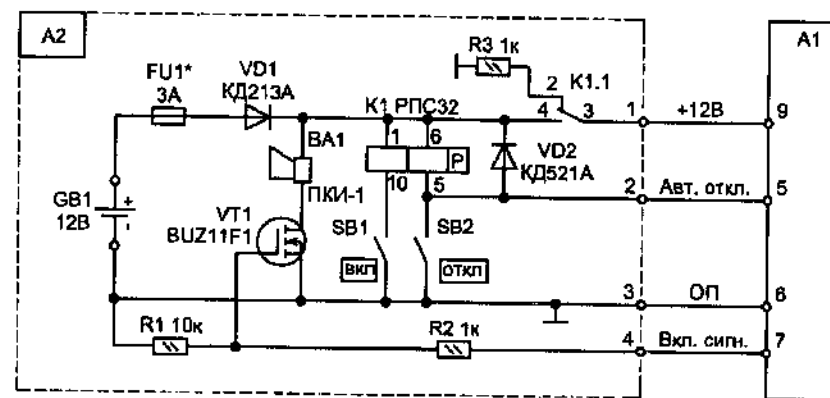 A2
A1
R3 1к
VD1
КД213А
FU1*
3А
К1 РПС32
K1.1
2
4
3
1
+12В
9
1
6
BA1
P
VD2
КД521А
10
5
2
Авт. откл.
5
ПКИ-1
GB1
12В
+
-
VT1
BUZ11F1
SB1
SB2
ВКЛ
ОТКЛ
3
ОП
6
R1 10к
R2 1к
4
Вкл. сигн.
7